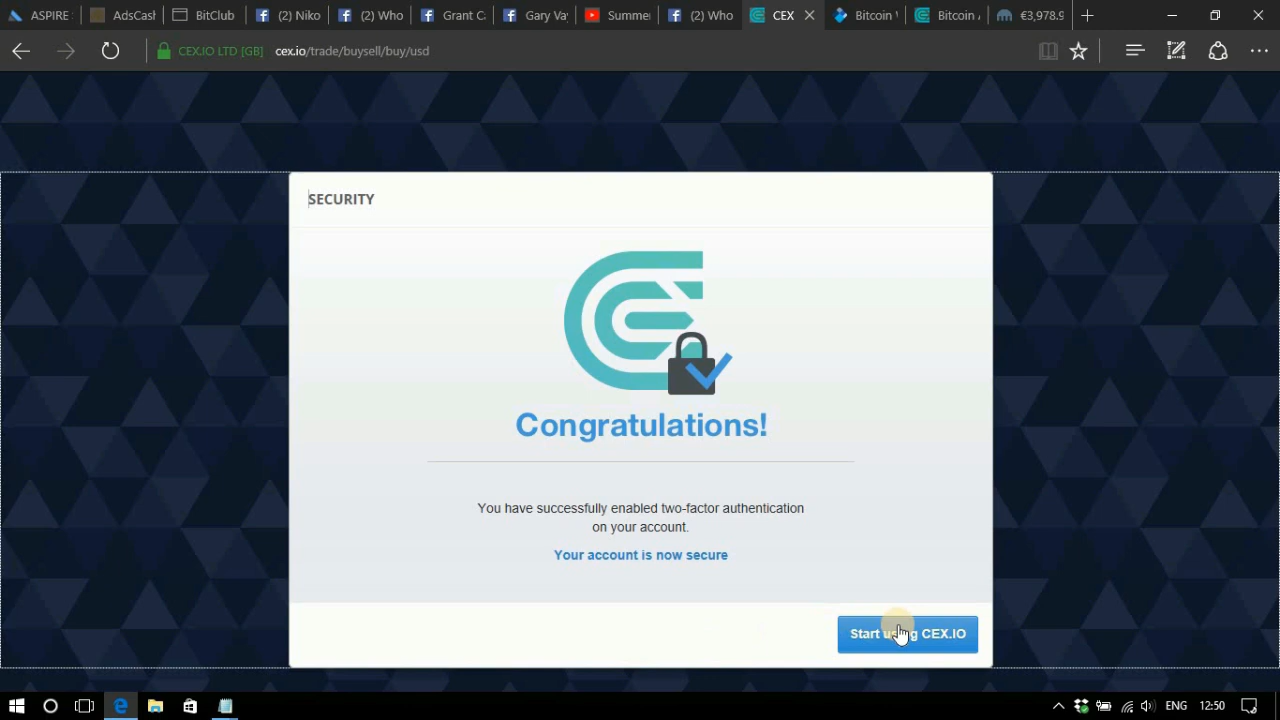 ASPIRE
AdsCas
BitClub
(2) Niko
(2) Who
Grant C
Gary Va
Summe
(2) Who
CEX
Bitcoin
Bitcoin
€3,978.9
CEX.IO LTD [GB]
cex.io/trade/buysell/buy/usd
SECURITY
Congratulations!
You have successfully enabled two-factor authentication
on your account.
Your account is now secure
Start using CEX.IO
ENG
12:50